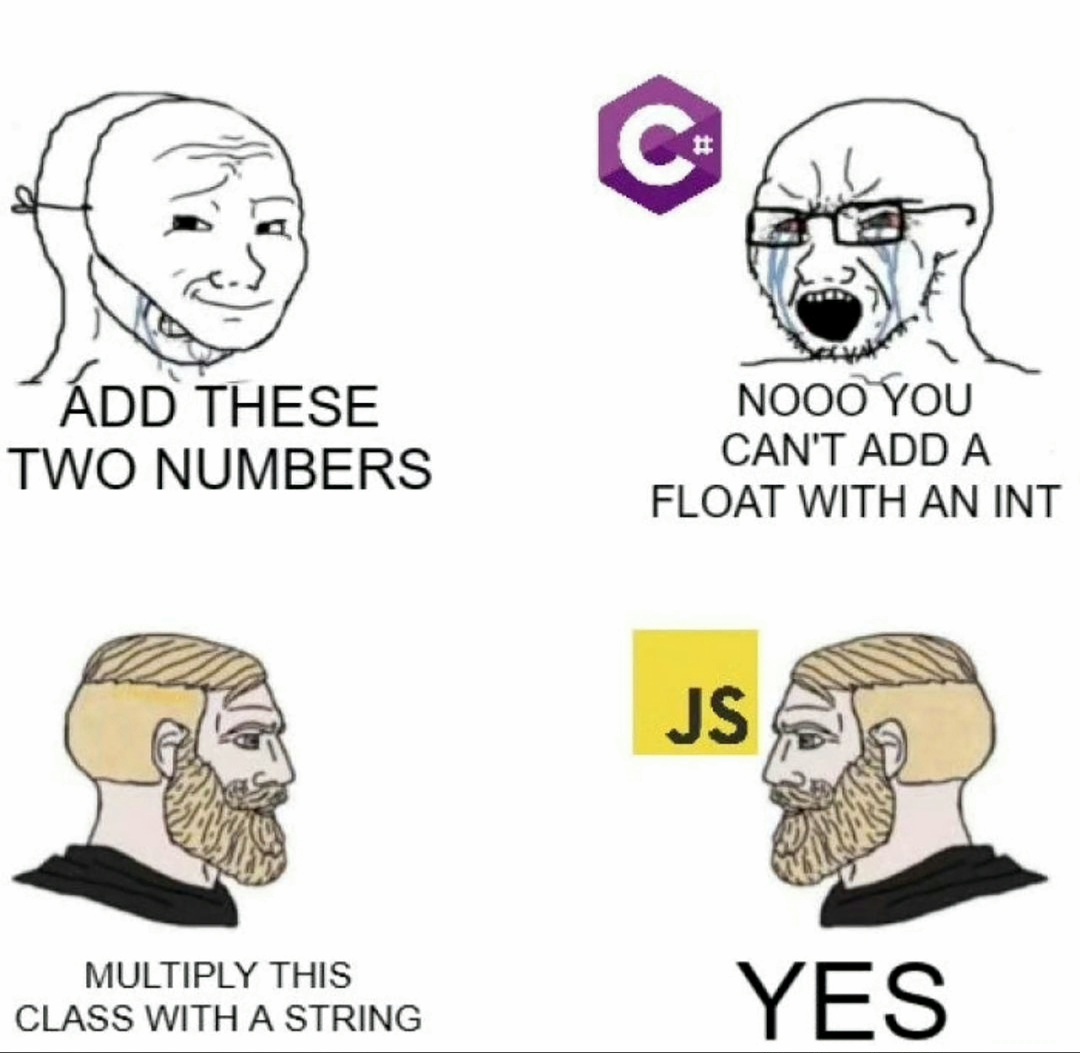 C#
ADD THESE
TWO NUMBERS
NOOO YOU
CAN'T ADD A
FLOAT WITH AN INT
JS
MULTIPLY THIS
CLASS WITH A STRING
YES